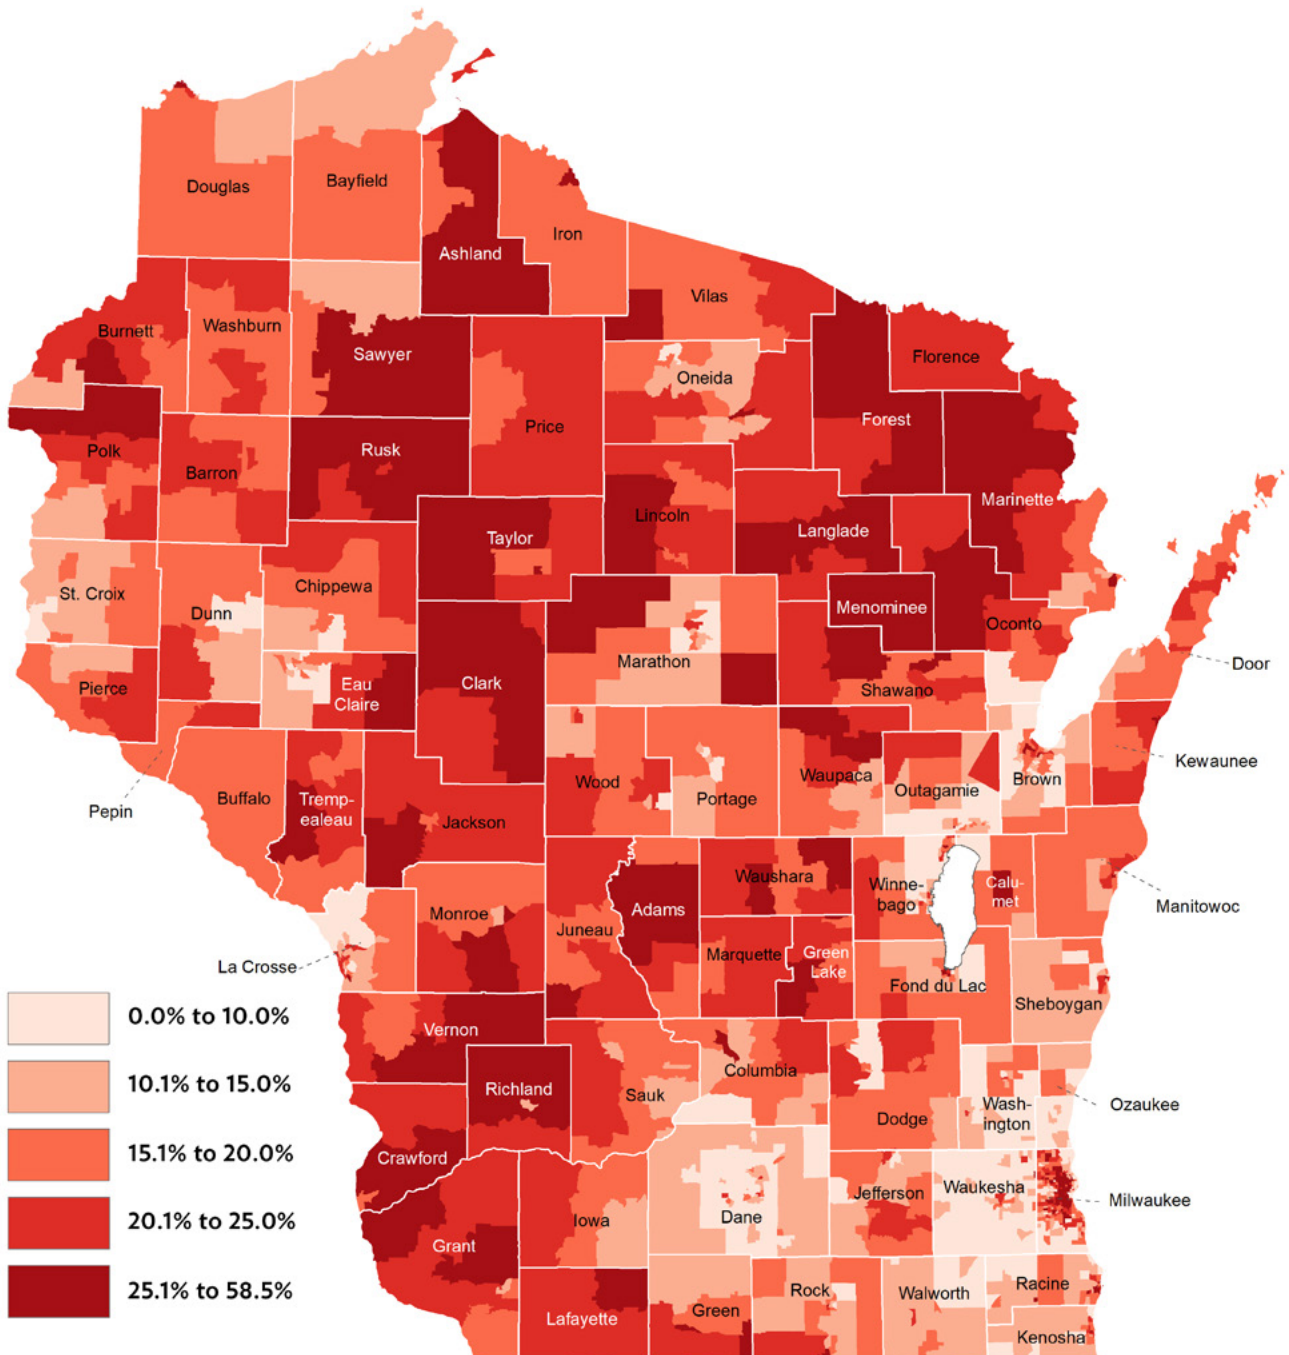 Douglas
Bayfield
Ashland
Iron
Vilas
Burnett
Washburn
Sawyer
Florence
Oneida
Forest
Price
Polk
Barron
Rusk
Marinette
Lincoln
Langlade
Taylor
St. Croix
Dunn
Chippewa
Menominee
Oconto
Door
Marathon
Pierce
Eau
Claire
Clark
Shawano
Kewaunee
Pepin
Buffalo
Tremp-
ealeau
Jackson
Wood
Portage
Waupaca
Outagamie
Brown
Waushara
Winne-
bago
Calu-
met
Manitowoc
Monroe
Juneau
Adams
Marquette
Green
Lake
La Crosse
Fond du Lac
Sheboygan
Vernon
Richland
Sauk
Columbia
Dodge
Wash-
ington
Ozaukee
Crawford
Iowa
Dane
Jefferson
Waukesha
Milwaukee
Grant
Lafayette
Green
Rock
Walworth
Racine
Kenosha
0.0% to 10.0%
10.1% to 15.0%
15.1% to 20.0%
20.1% to 25.0%
25.1% to 58.5%